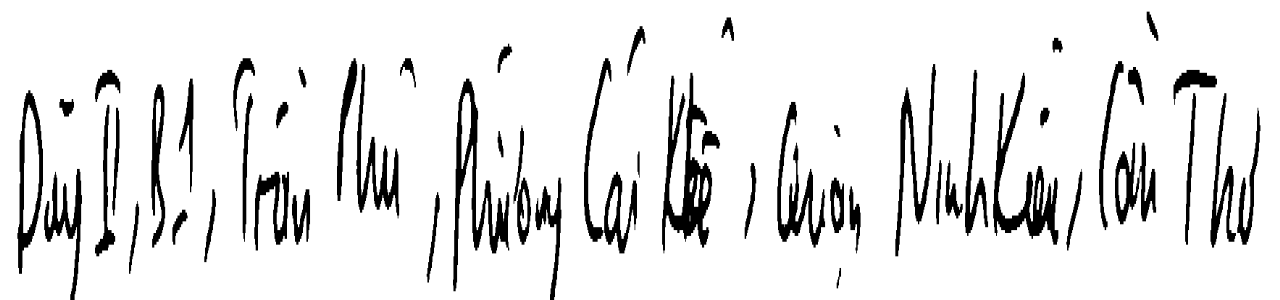 Dãy D, B1, Trần Phú, Phường Cái Khế, Quận Ninh Kiều, Cần Thơ